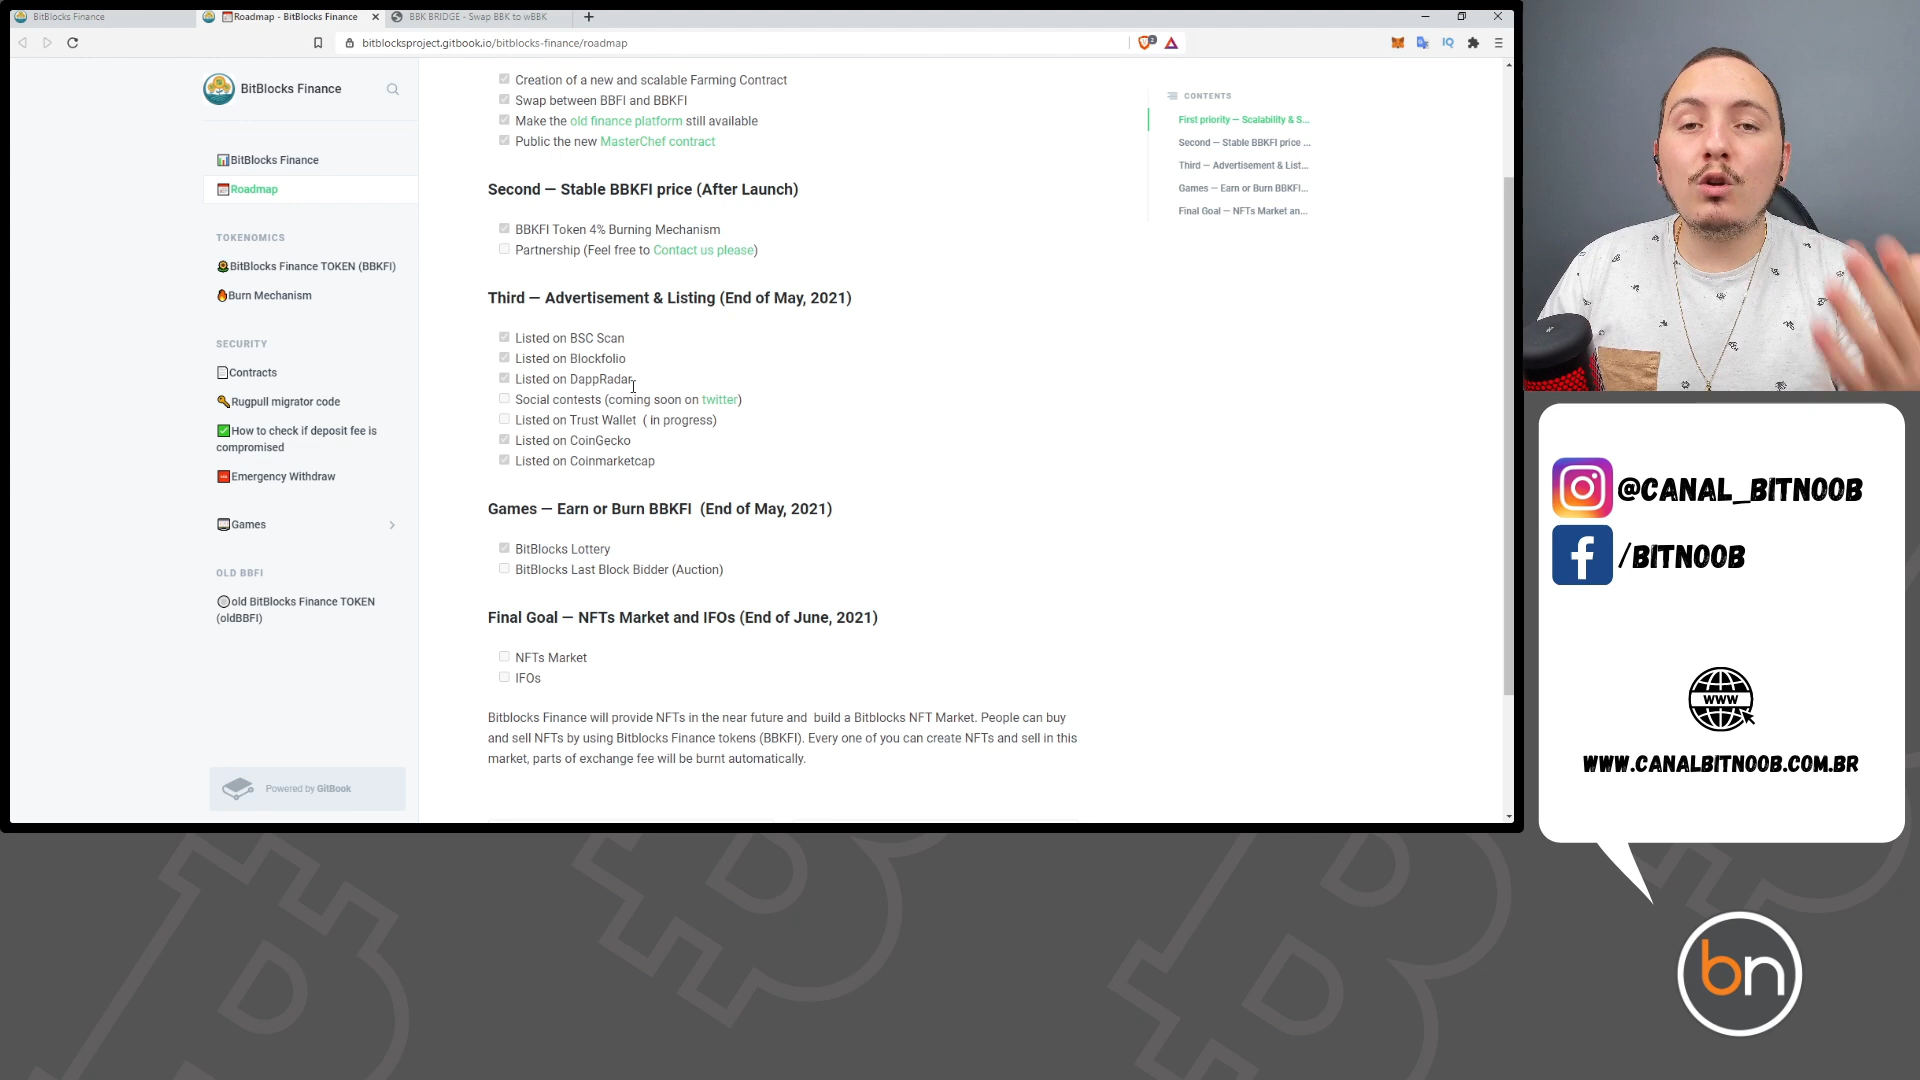 BitBlocks Finance
Roadmap - BitBlocks Finance
BBK BRIDGE - Swap BBK to wBBK
bitblocksproject.gitbook.io/bitblocks-finance/roadmap
2
IQ
BitBlocks Finance
BitBlocks Finance
Roadmap
TOKENOMICS
BitBlocks Finance TOKEN (BBKFI)
Burn Mechanism
SECURITY
Contracts
Rugpull migrator code
How to check if deposit fee is
compromised
Emergency Withdraw
Games
OLD BBFI
old BitBlocks Finance TOKEN
(oldBBFI)
Powered by GitBook
Creation of a new and scalable Farming Contract
Swap between BBFI and BBKFI
Make the old finance platform still available
Public the new MasterChef contract
Second — Stable BBKFI price (After Launch)
BBKFI Token 4% Burning Mechanism
Partnership (Feel free to Contact us please)
Third — Advertisement & Listing (End of May, 2021)
Listed on BSC Scan
Listed on Blockfolio
Listed on DappRadar
Social contests (coming soon on twitter)
Listed on Trust Wallet ( in progress)
Listed on CoinGecko
Listed on Coinmarketcap
Games — Earn or Burn BBKFI (End of May, 2021)
BitBlocks Lottery
BitBlocks Last Block Bidder (Auction)
Final Goal — NFTs Market and IFOs (End of June, 2021)
NFTs Market
IFOs
Bitblocks Finance will provide NFTs in the near future and build a Bitblocks NFT Market. People can buy
and sell NFTs by using Bitblocks Finance tokens (BBKFI). Every one of you can create NFTs and sell in this
market, parts of exchange fee will be burnt automatically.
CONTENTS
First priority — Scalability & S...
Second — Stable BBKFI price ...
Third — Advertisement & List...
Games — Earn or Burn BBKFI...
Final Goal — NFTs Market an...
@CANAL_BITNOOB
/BITNOOB
WWW
WWW.CANALBITNOOB.COM.BR
bn